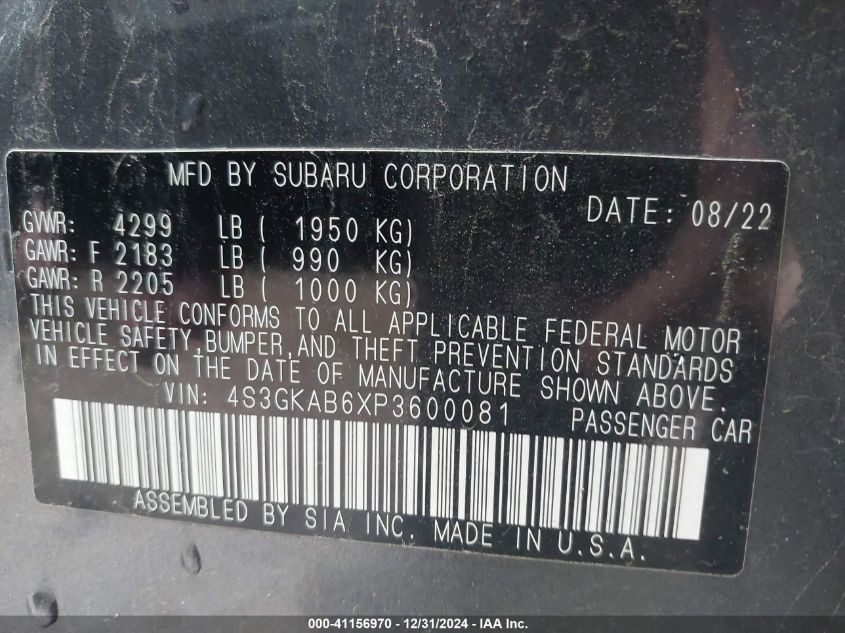 MFD BY SUBARU CORPORATION
DATE: 08/22
GVWR: 4299 LB ( 1950 KG)
GAWR: F 2183 LB ( 990 KG)
GAWR: R 2205 LB ( 1000 KG)
THIS VEHICLE CONFORMS TO ALL APPLICABLE FEDERAL MOTOR
VEHICLE SAFETY, BUMPER, AND THEFT PREVENTION STANDARDS
IN EFFECT ON THE DATE OF MANUFACTURE SHOWN ABOVE.
VIN: 4S3GKAB6XP3600081 PASSENGER CAR
ASSEMBLED BY SIA INC. MADE IN U.S.A.
000-41156970 - 12/31/2024 - IAA Inc.